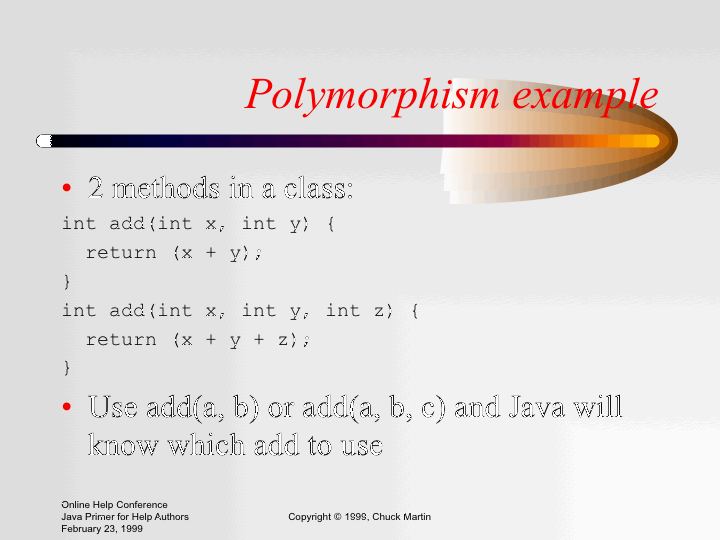 Polymorphism example
• 2 methods in a class:
int add(int x, int y) {
  return (x + y);
}
int add(int x, int y, int z) {
  return (x + y + z);
}
• Use add(a, b) or add(a, b, c) and Java will
know which add to use
Online Help Conference
Java Primer for Help Authors
February 23, 1999
Copyright © 1999, Chuck Martin